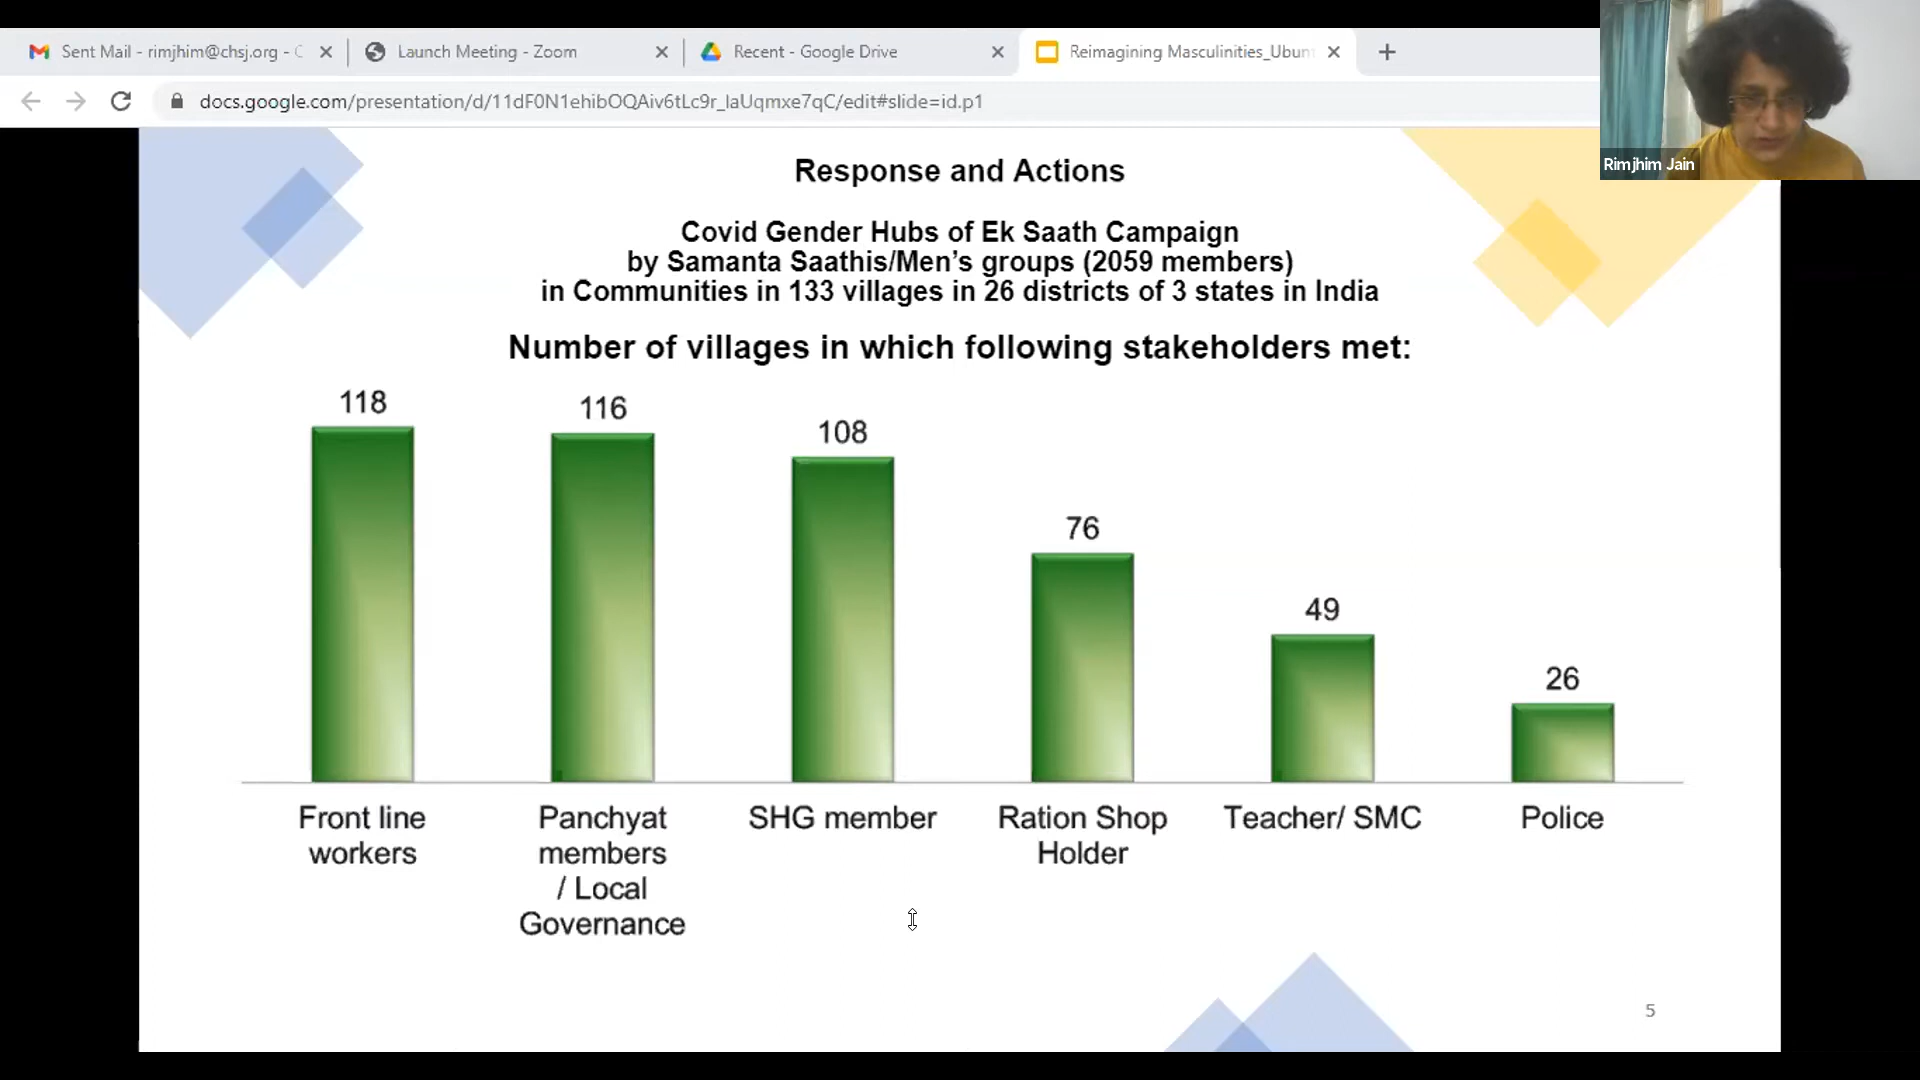 Sent Mail - rimjhim@chsj.org - C
Launch Meeting - Zoom
Recent - Google Drive
Reimagining Masculinities_Ubun
docs.google.com/presentation/d/11dF0N1ehibOQAiv6tLc9r_laUqmxe7qC/edit#slide=id.p1
Rimjhim Jain
Response and Actions
Covid Gender Hubs of Ek Saath Campaign
by Samanta Saathis/Men’s groups (2059 members)
in Communities in 133 villages in 26 districts of 3 states in India
Number of villages in which following stakeholders met:
118
116
108
76
49
26
Front line
workers
Panchyat
members
/ Local
Governance
SHG member
Ration Shop
Holder
Teacher/ SMC
Police
5